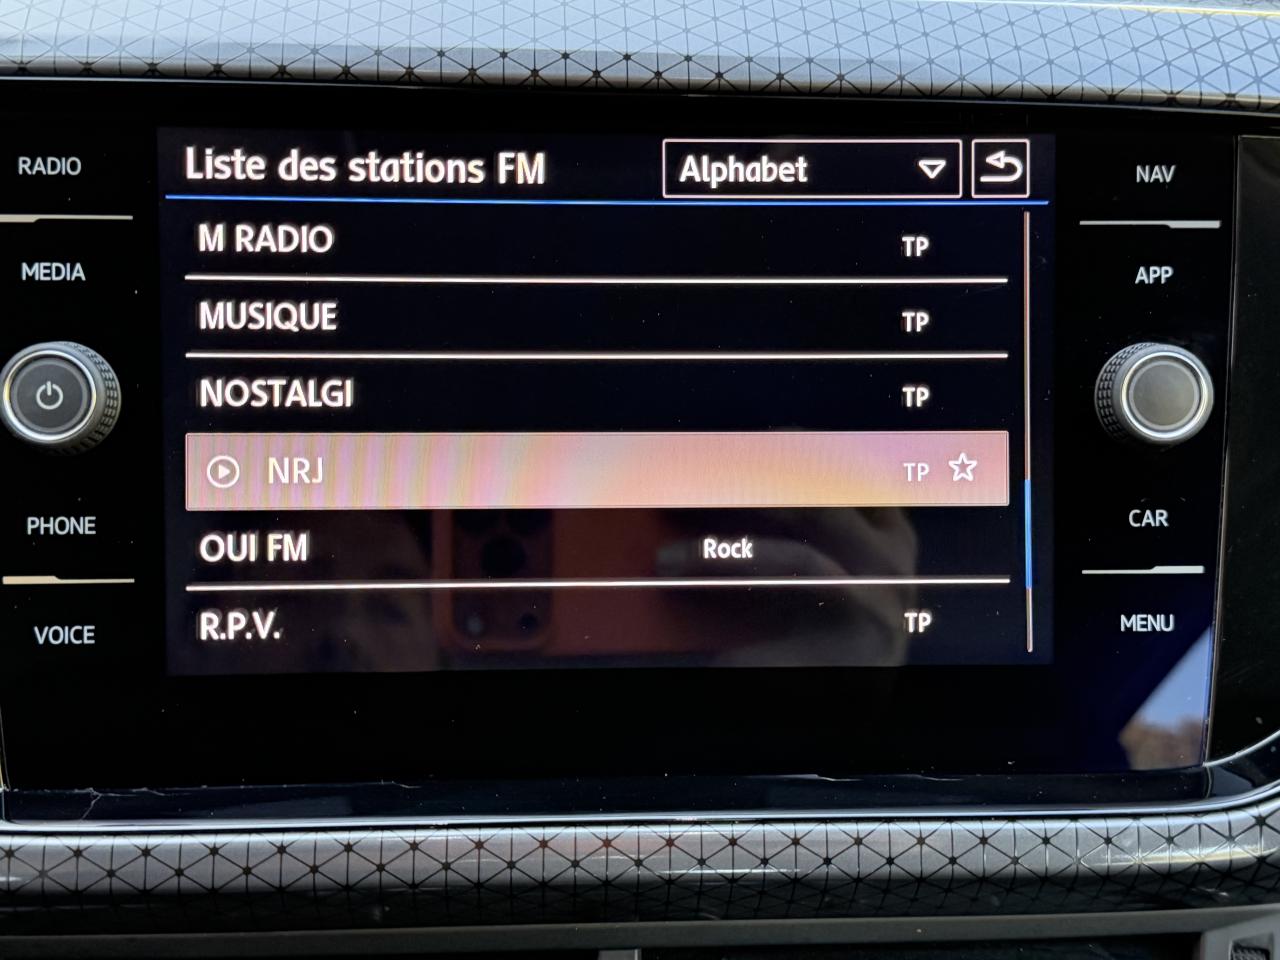 RADIO
MEDIA
PHONE
VOICE
Liste des stations FM Alphabet
M RADIO TP
MUSIQUE TP
NOSTALGI TP
NRJ TP
OUI FM Rock
R.P.V. TP
NAV
APP
CAR
MENU